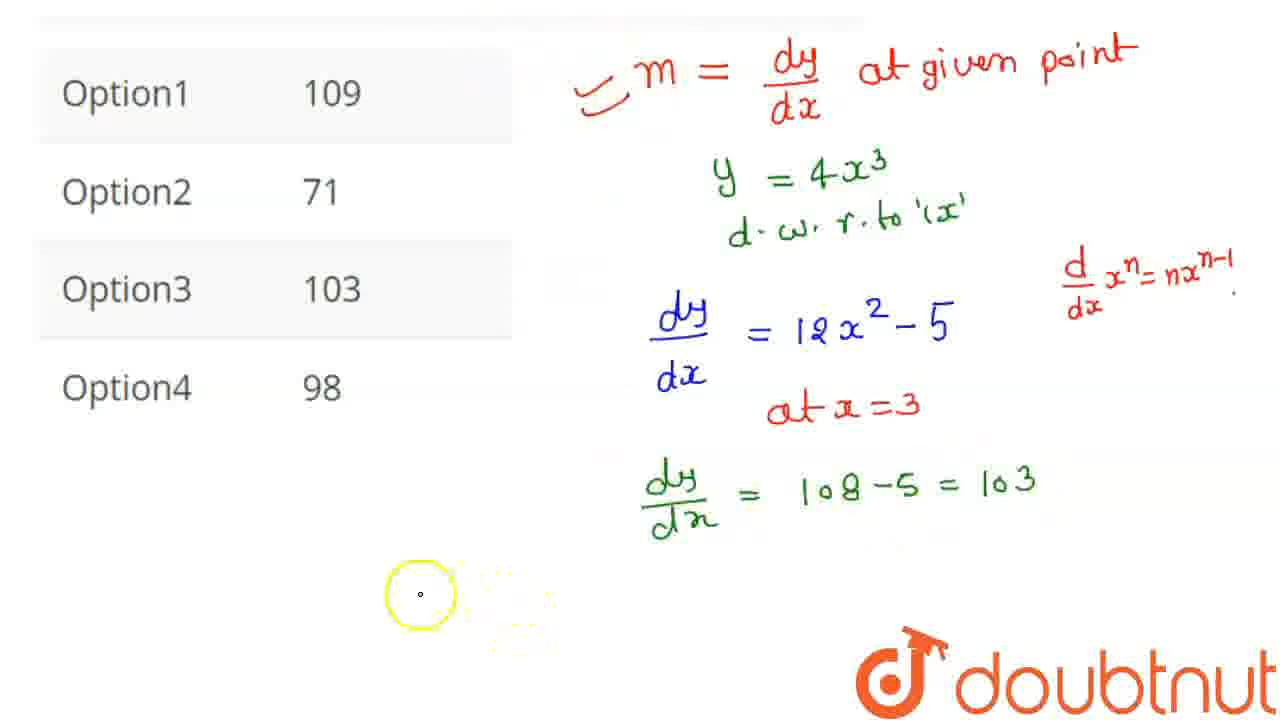 Option1 109
Option2 71
Option3 103
Option4 98
m = dy/dx at given point
y = 4x³
d. w. r. to 'x'
d/dx xⁿ = nxⁿ⁻¹
dy/dx = 12x² - 5
at x = 3
dy/dx = 108 - 5 = 103
doubtnut